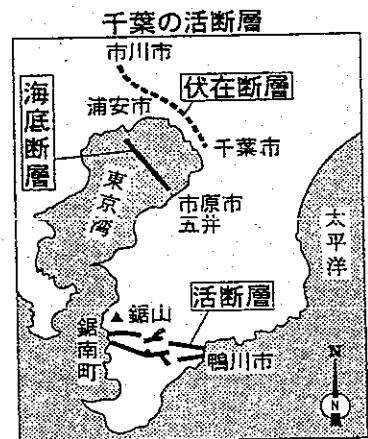 千葉の活断層
市川市
伏在断層
浦安市
海底断層
千葉市
東京湾
市原市
五井
太平洋
鋸山
活断層
鋸南町
鴨川市
N
N